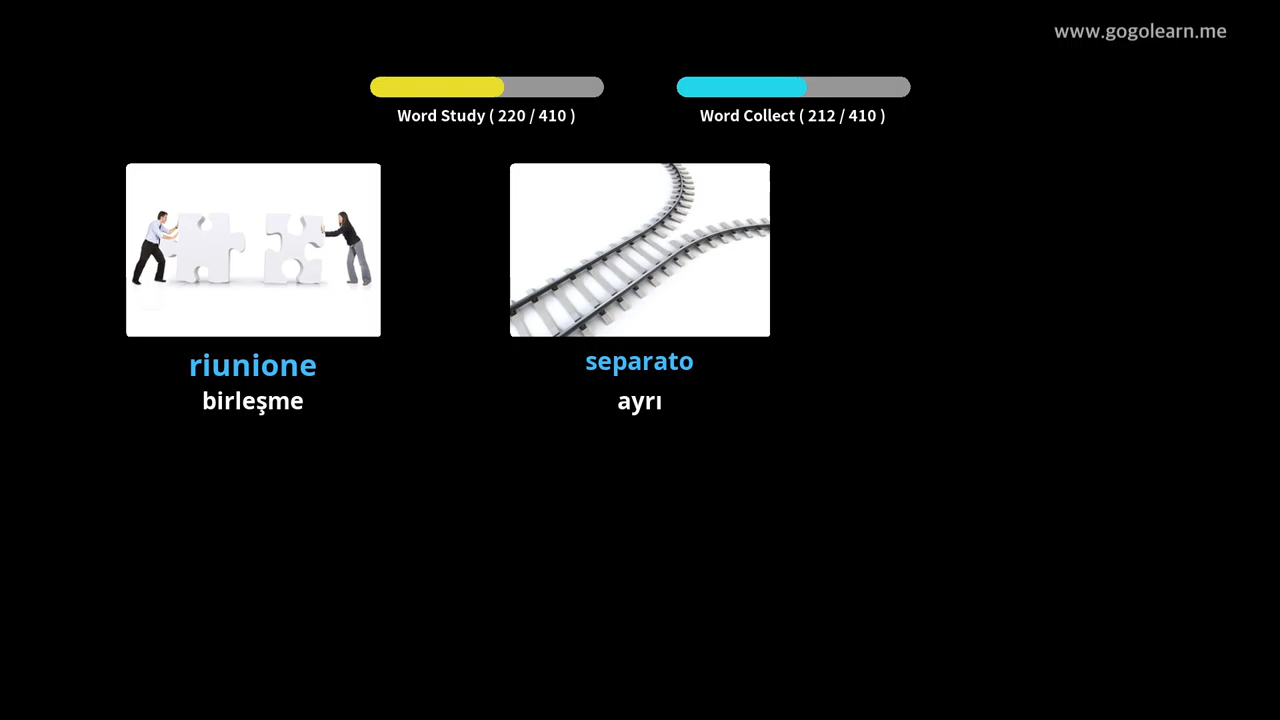 www.gogolearn.me
Word Study ( 220 / 410 )
Word Collect ( 212 / 410 )
riunione
birleşme
separato
ayrı